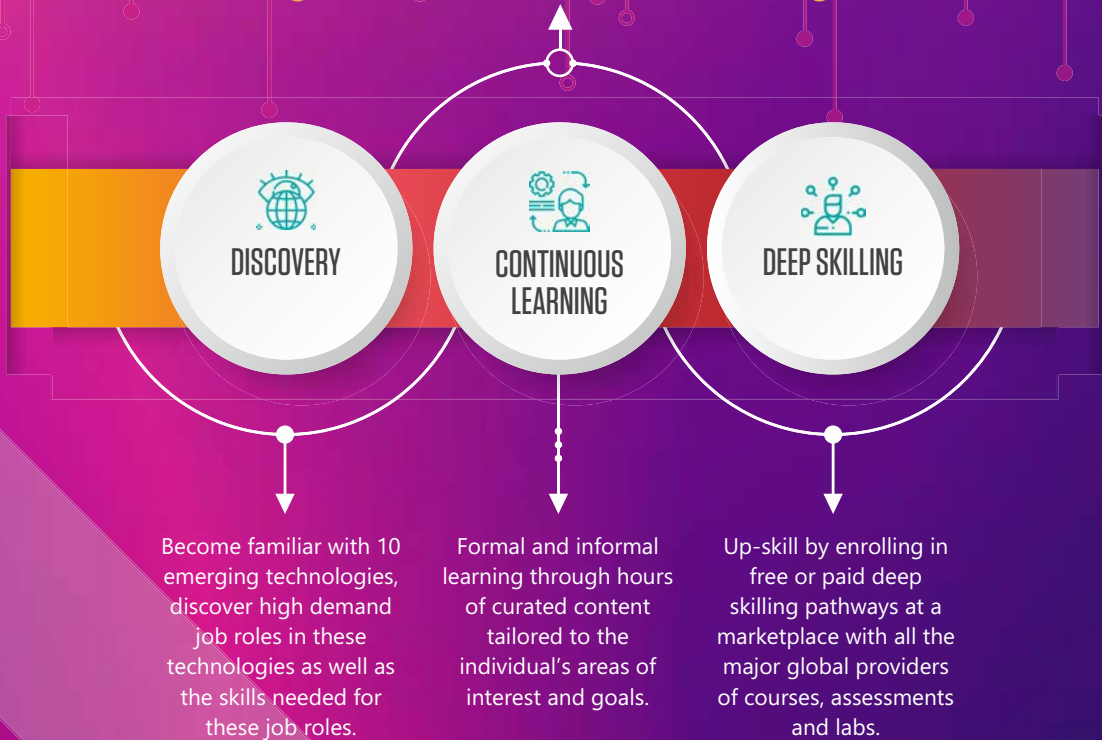 DISCOVERY
CONTINUOUS
LEARNING
DEEP SKILLING
Become familiar with 10
emerging technologies,
discover high demand
job roles in these
technologies as well as
the skills needed for
these job roles.
Formal and informal
learning through hours
of curated content
tailored to the
individual’s areas of
interest and goals.
Up-skill by enrolling in
free or paid deep
skilling pathways at a
marketplace with all the
major global providers
of courses, assessments
and labs.